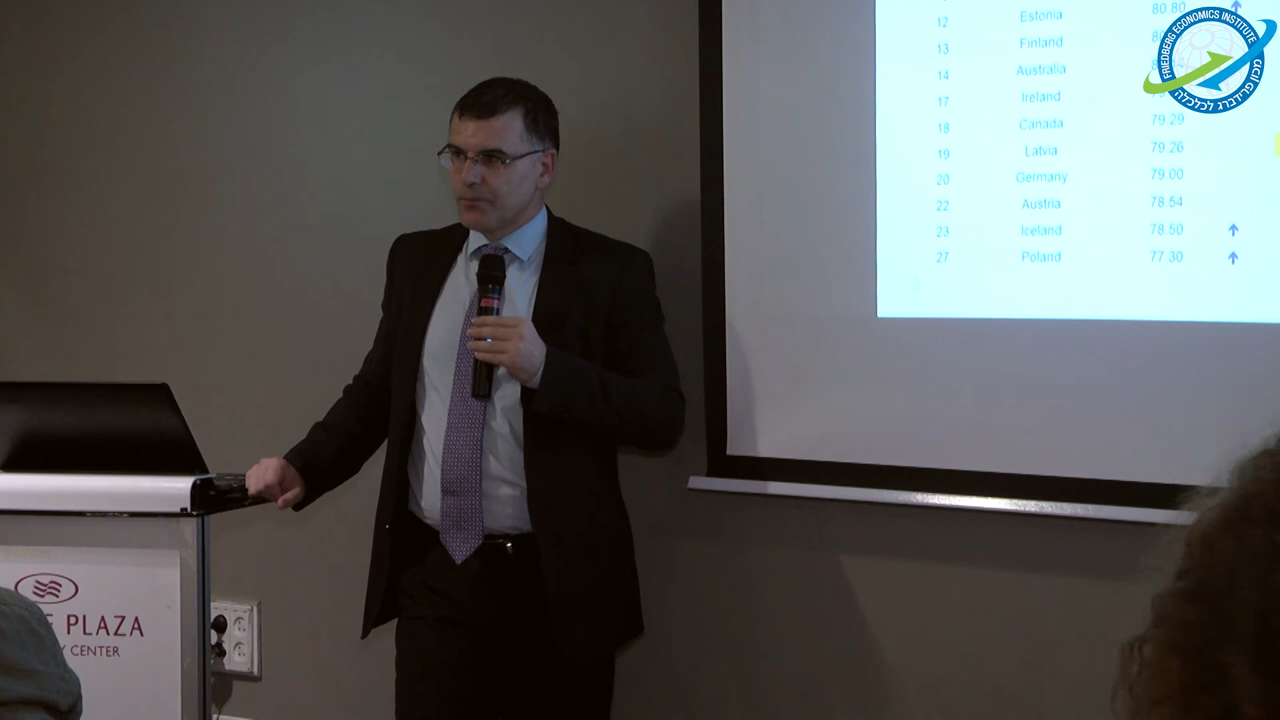 12 Estonia 80.80 ↑
13 Finland
14 Australia
17 Ireland
18 Canada 79.29
19 Latvia 79.26
20 Germany 79.00
22 Austria 78.54
23 Iceland 78.50 ↑
27 Poland 77.30 ↑
FRIEDBERG ECONOMICS INSTITUTE
מכון פרידברג לכלכלה
PLAZA
CENTER